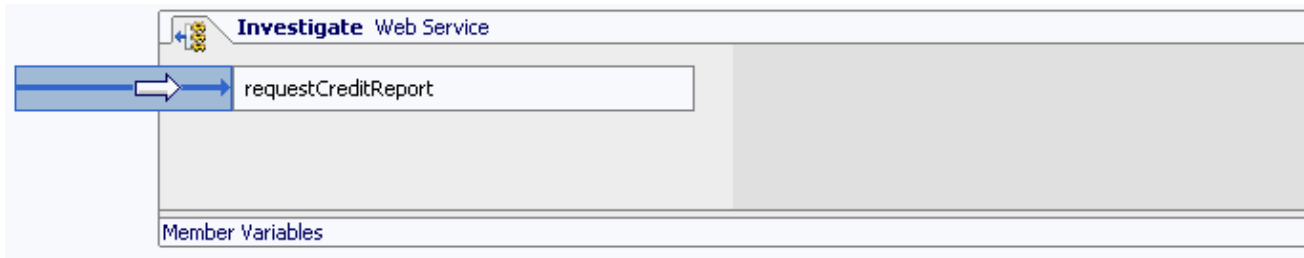 Investigate Web Service
requestCreditReport
Member Variables